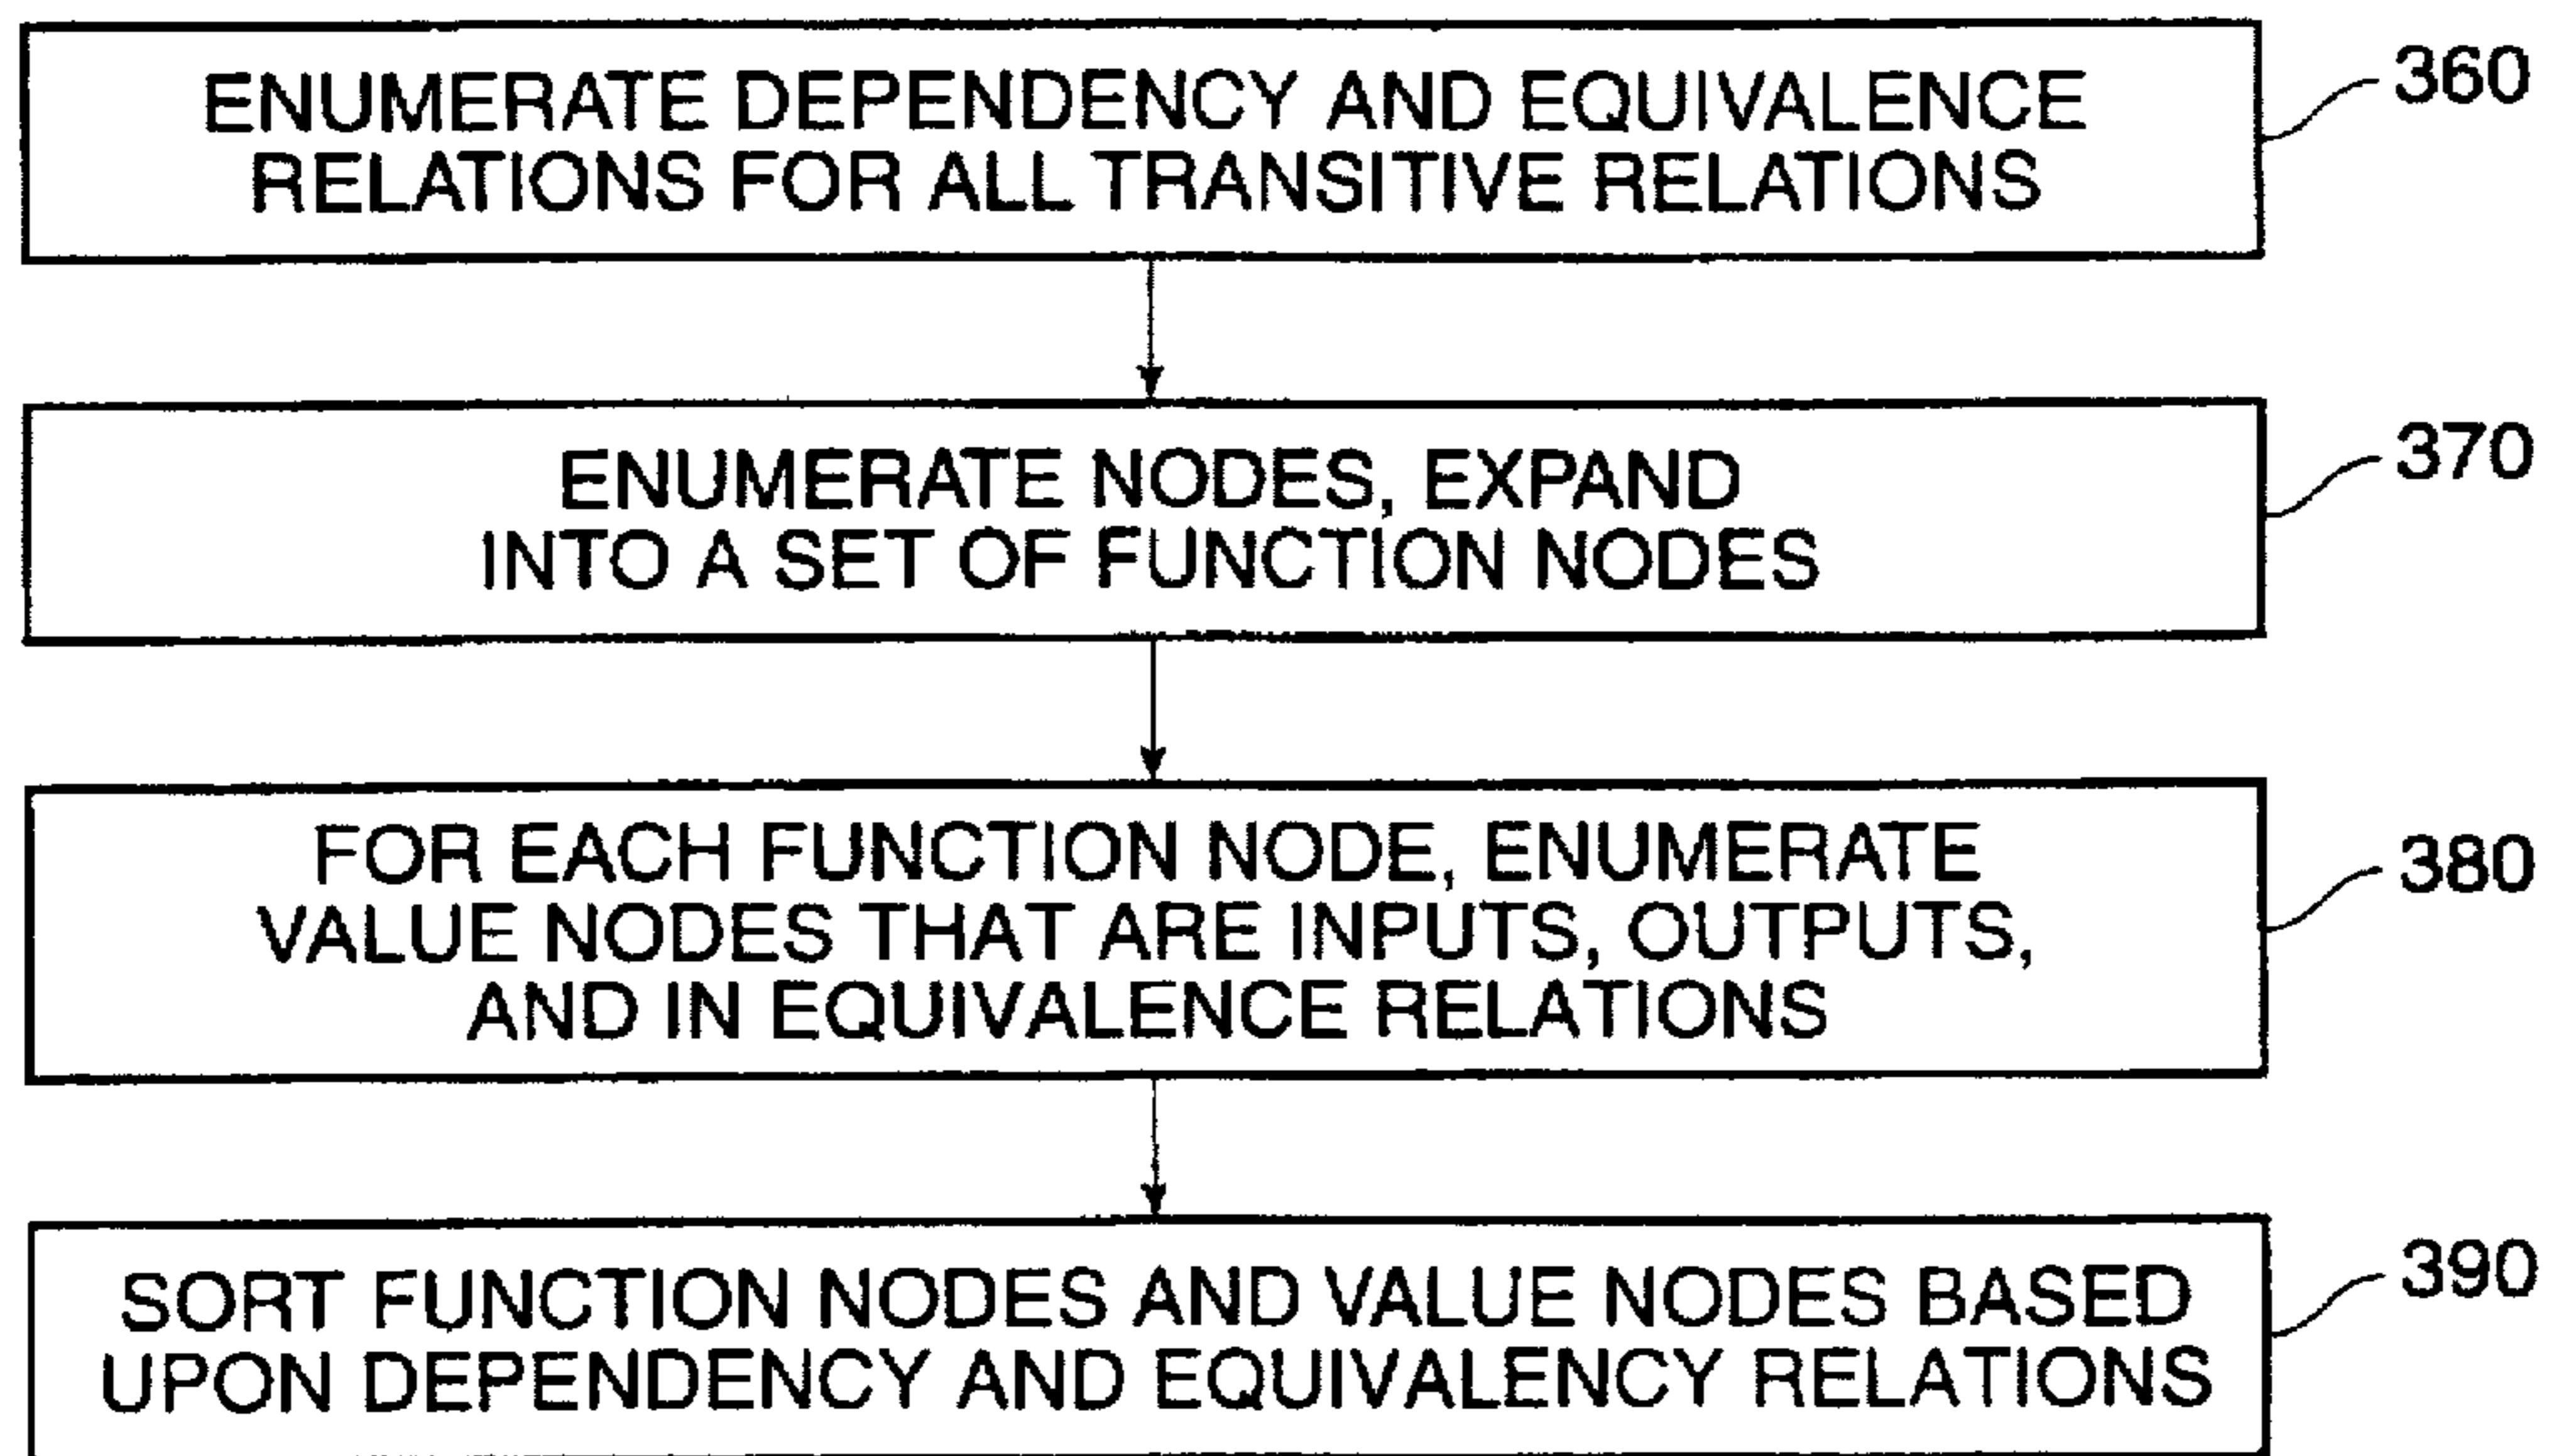 ENUMERATE DEPENDENCY AND EQUIVALENCE
RELATIONS FOR ALL TRANSITIVE RELATIONS
360
ENUMERATE NODES, EXPAND
INTO A SET OF FUNCTION NODES
370
FOR EACH FUNCTION NODE, ENUMERATE
VALUE NODES THAT ARE INPUTS, OUTPUTS,
AND IN EQUIVALENCE RELATIONS
380
SORT FUNCTION NODES AND VALUE NODES BASED
UPON DEPENDENCY AND EQUIVALENCY RELATIONS
390